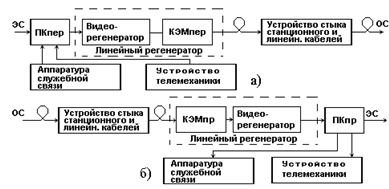 ЭС
ПКпер
Видео-
регенератор
КЭМпер
Линейный регенератор
Устройство стыка
станционного и
линейн. кабелей
ОС
Аппаратура
служебной
связи
Устройство
телемеханики
а)
ОС
Устройство стыка
станционного и
линейн. кабелей
КЭМпр
Видео-
регенератор
Линейный регенератор
ПКпр
ЭС
Аппаратура
служебной
связи
Устройство
телемеханики
б)